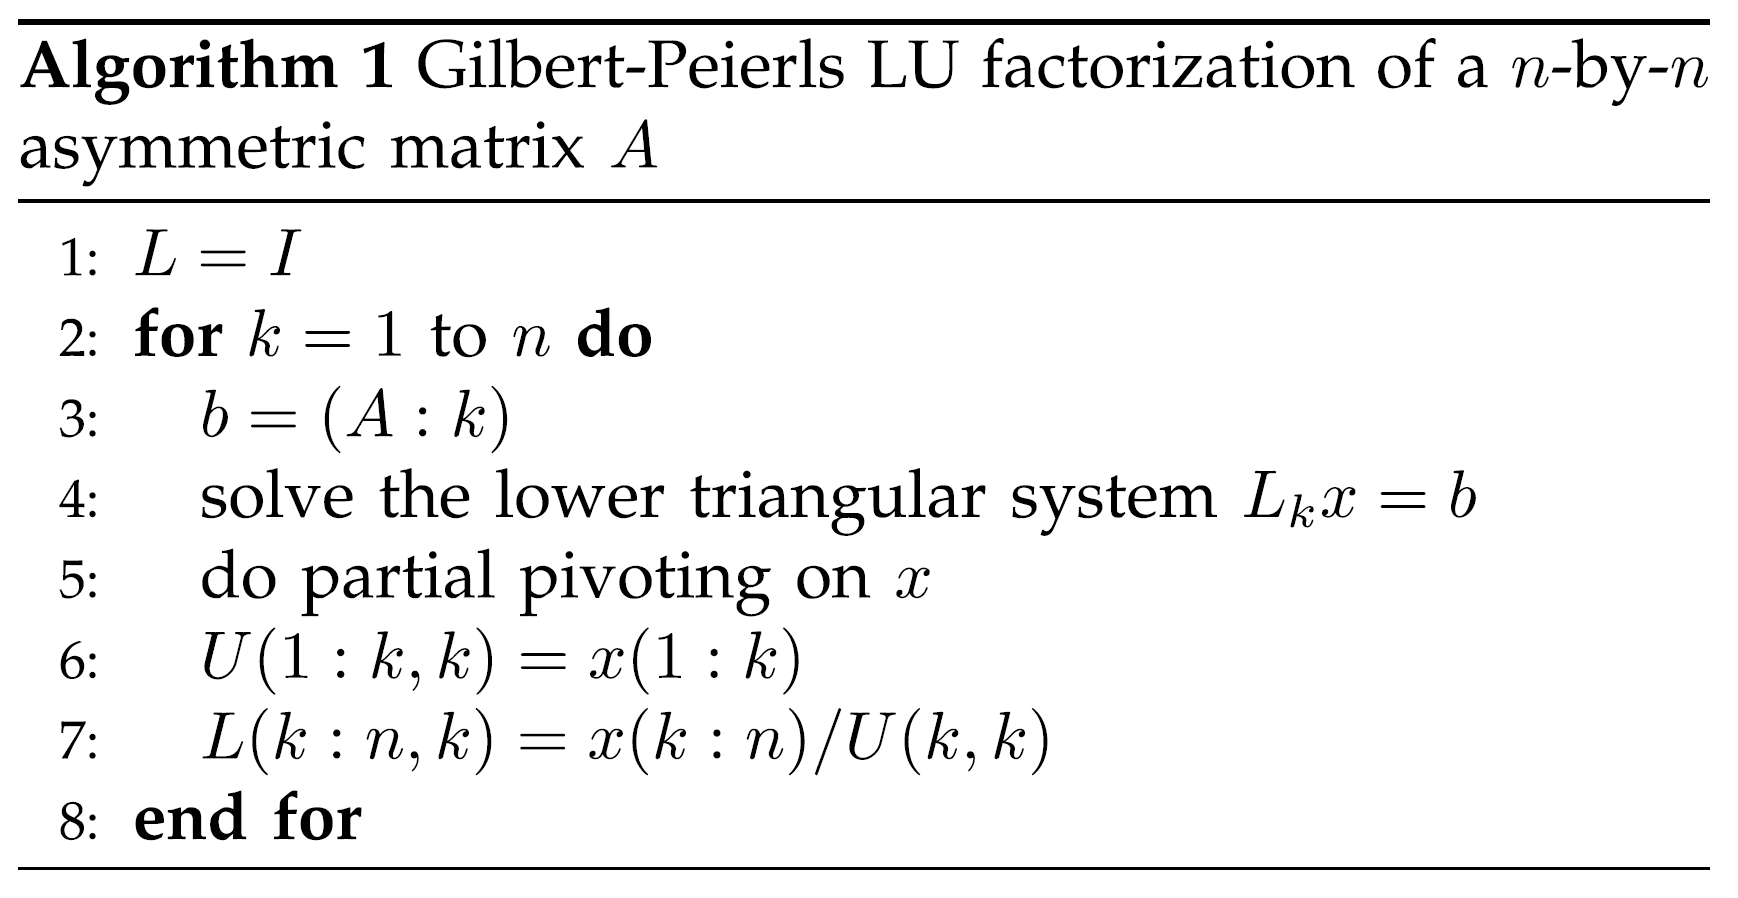 Algorithm 1 Gilbert-Peierls LU factorization of a n-by-n
asymmetric matrix A
1: L = I
2: for k = 1 to n do
3: b = (A : k)
4: solve the lower triangular system Lₖx = b
5: do partial pivoting on x
6: U(1 : k, k) = x(1 : k)
7: L(k : n, k) = x(k : n)/U(k, k)
8: end for